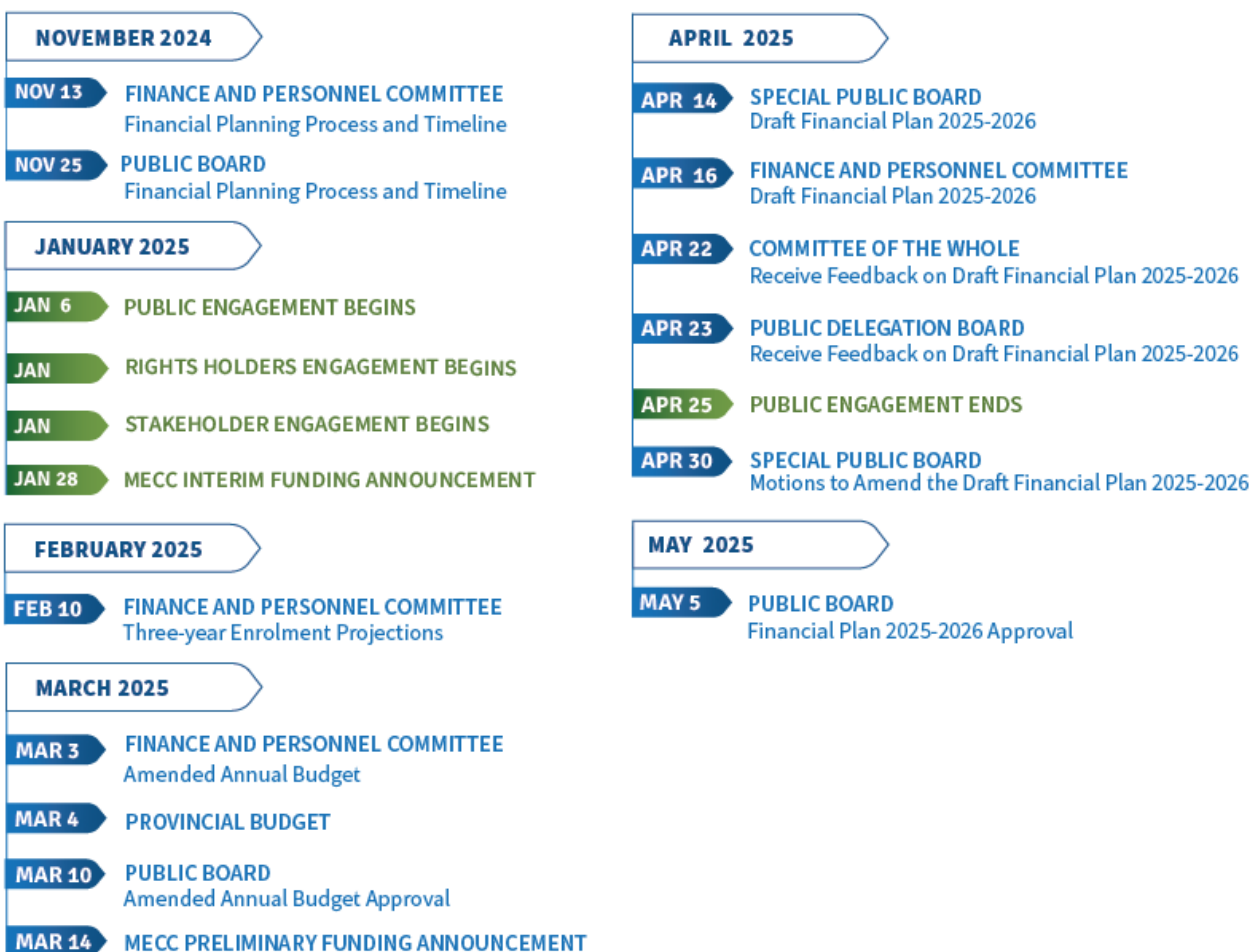 NOVEMBER 2024
NOV 13
FINANCE AND PERSONNEL COMMITTEE
Financial Planning Process and Timeline
NOV 25
PUBLIC BOARD
Financial Planning Process and Timeline
JANUARY 2025
JAN 6
PUBLIC ENGAGEMENT BEGINS
JAN
RIGHTS HOLDERS ENGAGEMENT BEGINS
JAN
STAKEHOLDER ENGAGEMENT BEGINS
JAN 28
MECC INTERIM FUNDING ANNOUNCEMENT
FEBRUARY 2025
FEB 10
FINANCE AND PERSONNEL COMMITTEE
Three-year Enrolment Projections
MARCH 2025
MAR 3
FINANCE AND PERSONNEL COMMITTEE
Amended Annual Budget
MAR 4
PROVINCIAL BUDGET
MAR 10
PUBLIC BOARD
Amended Annual Budget Approval
MAR 14
MECC PRELIMINARY FUNDING ANNOUNCEMENT
APRIL 2025
APR 14
SPECIAL PUBLIC BOARD
Draft Financial Plan 2025-2026
APR 16
FINANCE AND PERSONNEL COMMITTEE
Draft Financial Plan 2025-2026
APR 22
COMMITTEE OF THE WHOLE
Receive Feedback on Draft Financial Plan 2025-2026
APR 23
PUBLIC DELEGATION BOARD
Receive Feedback on Draft Financial Plan 2025-2026
APR 25
PUBLIC ENGAGEMENT ENDS
APR 30
SPECIAL PUBLIC BOARD
Motions to Amend the Draft Financial Plan 2025-2026
MAY 2025
MAY 5
PUBLIC BOARD
Financial Plan 2025-2026 Approval